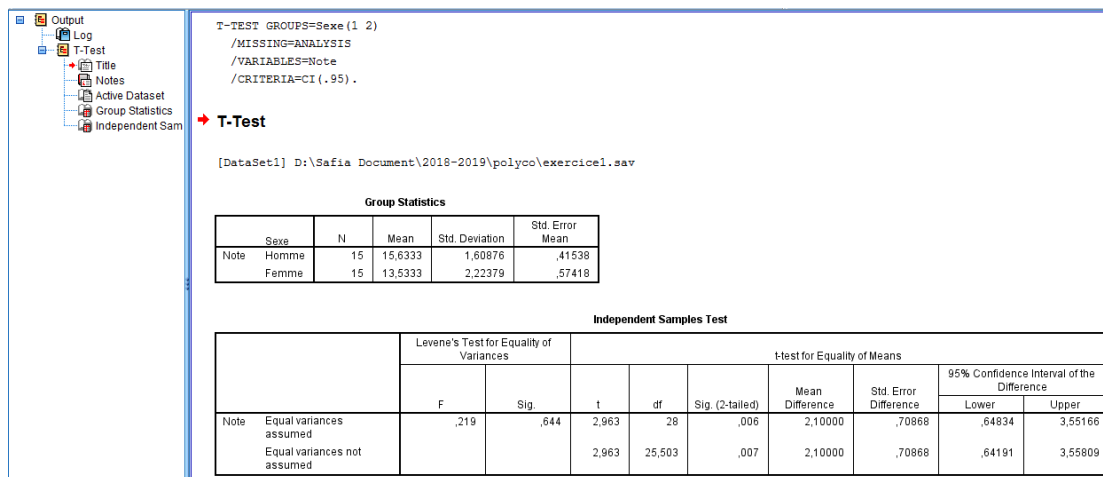 Output
Log
T-Test
Title
Notes
Active Dataset
Group Statistics
Independent Sam
T-TEST GROUPS=Sexe(1 2)
/MISSING=ANALYSIS
/VARIABLES=Note
/CRITERIA=CI(.95).
T-Test
[DataSet1] D:\Safia Document\2018-2019\polyco\exercice1.sav
Group Statistics
Sexe N Mean Std. Deviation Std. Error Mean
Note Homme 15 15,6333 1,60876 ,41538
Femme 15 13,5333 2,22379 ,57418
Independent Samples Test
Levene's Test for Equality of Variances t-test for Equality of Means
95% Confidence Interval of the Difference
F Sig. t df Sig. (2-tailed) Mean Difference Std. Error Difference Lower Upper
Note Equal variances assumed ,219 ,644 2,963 28 ,006 2,10000 ,70868 ,64834 3,55166
Equal variances not assumed 2,963 25,503 ,007 2,10000 ,70868 ,64191 3,55809